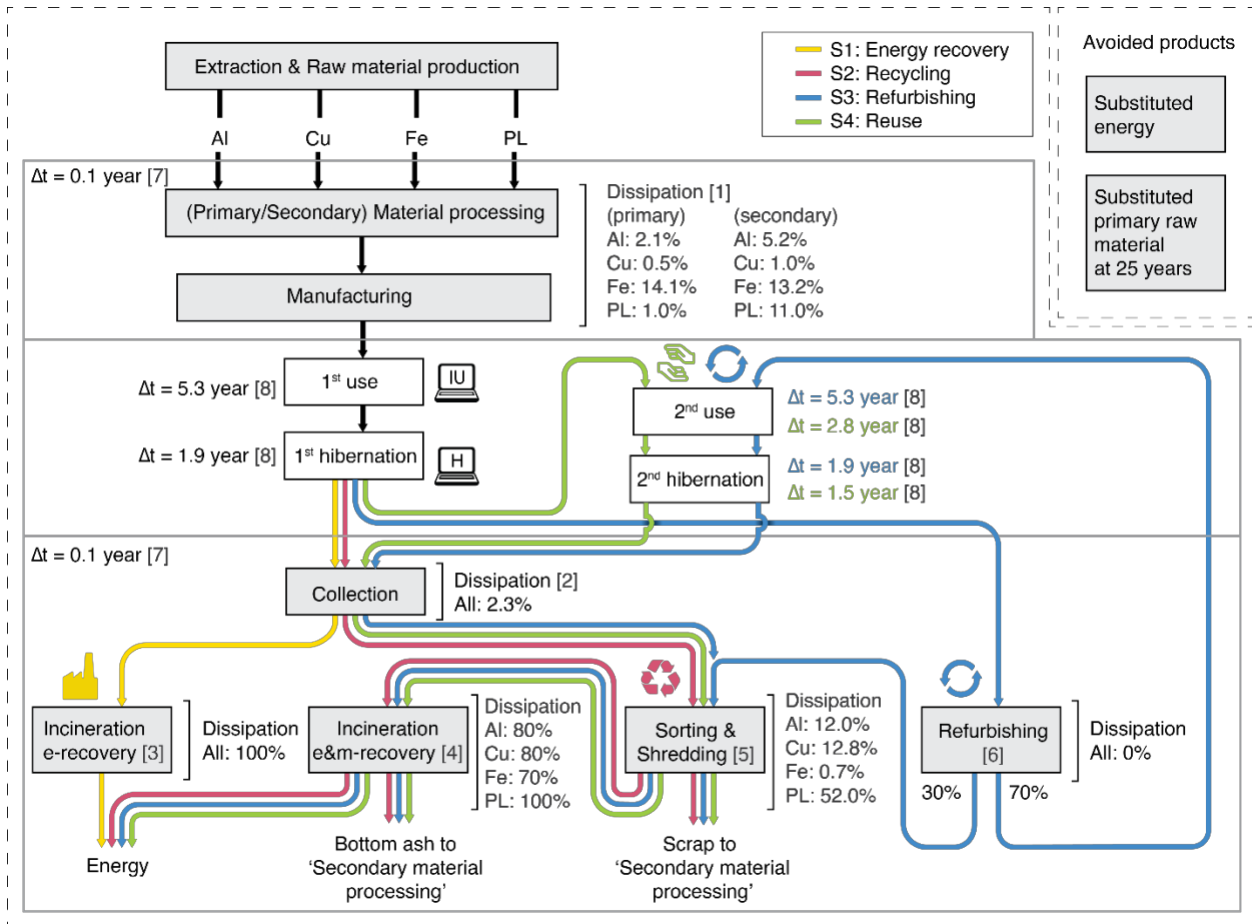 S1: Energy recovery
S2: Recycling
S3: Refurbishing
S4: Reuse
Avoided products
Substituted
energy
Substituted
primary raw
material
at 25 years
Extraction & Raw material production
Al
Cu
Fe
PL
Δt = 0.1 year [7]
(Primary/Secondary) Material processing
Manufacturing
Dissipation [1]
(primary) (secondary)
Al: 2.1% Al: 5.2%
Cu: 0.5% Cu: 1.0%
Fe: 14.1% Fe: 13.2%
PL: 1.0% PL: 11.0%
Δt = 5.3 year [8]
1st use
IU
Δt = 1.9 year [8]
1st hibernation
H
2nd use
Δt = 5.3 year [8]
Δt = 2.8 year [8]
2nd hibernation
Δt = 1.9 year [8]
Δt = 1.5 year [8]
Δt = 0.1 year [7]
Collection
Dissipation [2]
All: 2.3%
Incineration
e-recovery [3]
Dissipation
All: 100%
Incineration
e&m-recovery [4]
Dissipation
Al: 80%
Cu: 80%
Fe: 70%
PL: 100%
Sorting &
Shredding [5]
Dissipation
Al: 12.0%
Cu: 12.8%
Fe: 0.7%
PL: 52.0%
Refurbishing
[6]
Dissipation
All: 0%
30%
70%
Energy
Bottom ash to
‘Secondary material
processing’
Scrap to
‘Secondary material
processing’